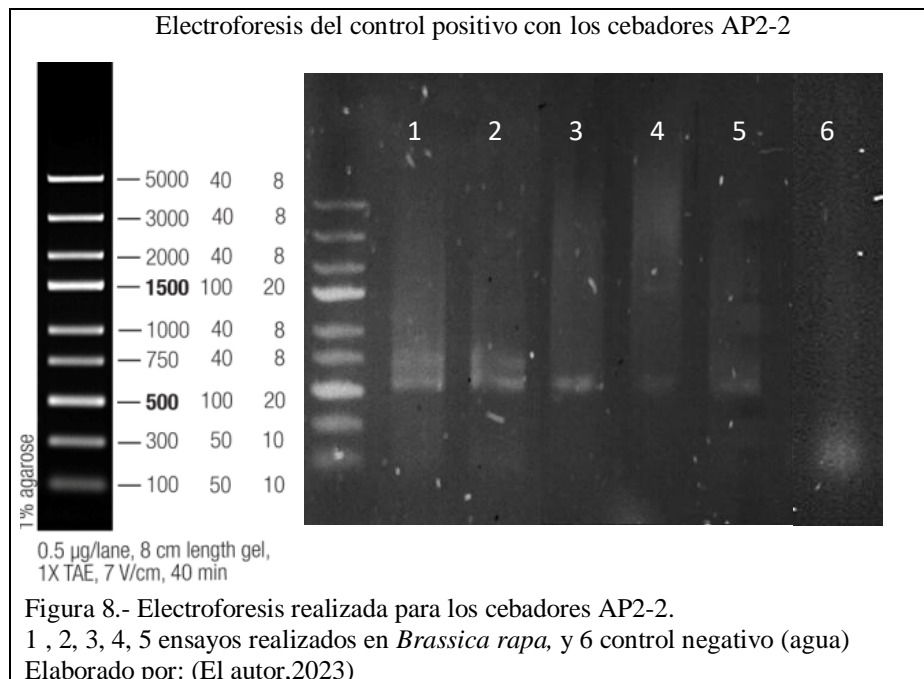 Electroforesis del control positivo con los cebadores AP2-2
1 2 3 4 5 6
5000 40 8
3000 40 8
2000 40 8
1500 100 20
1000 40 8
750 40 8
500 100 20
300 50 10
100 50 10
1% agarose
0.5 µg/lane, 8 cm length gel,
1X TAE, 7 V/cm, 40 min
Figura 8.- Electroforesis realizada para los cebadores AP2-2.
1 , 2, 3, 4, 5 ensayos realizados en Brassica rapa, y 6 control negativo (agua)
Elaborado por: (El autor,2023)